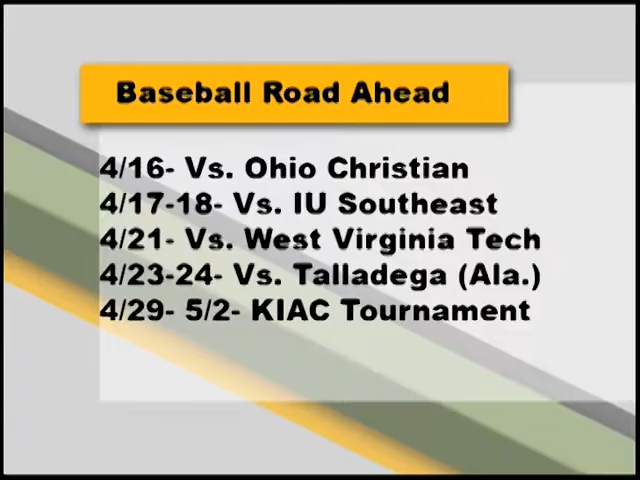 Baseball Road Ahead
4/16- Vs. Ohio Christian
4/17-18- Vs. IU Southeast
4/21- Vs. West Virginia Tech
4/23-24- Vs. Talladega (Ala.)
4/29- 5/2- KIAC Tournament